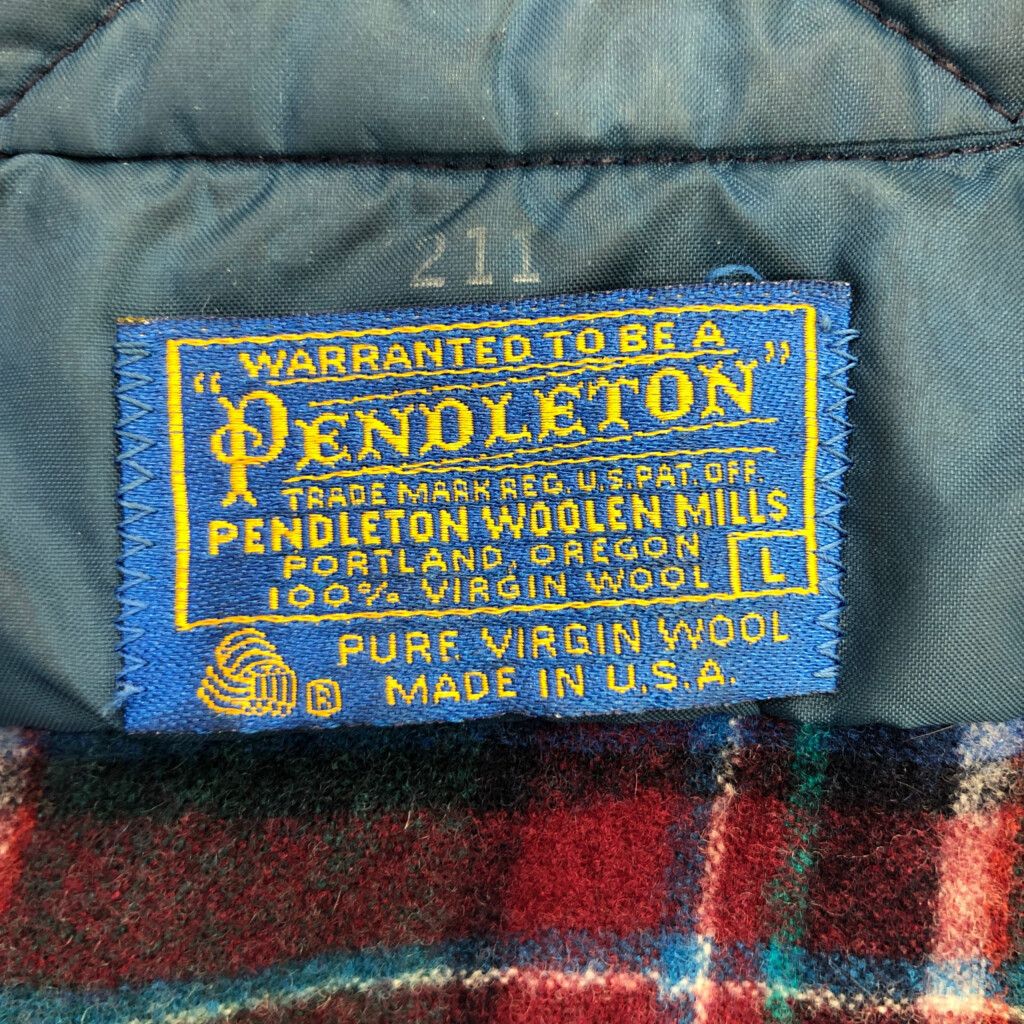 211
WARRANTED TO BE A
"PENDLETON"
TRADE MARK REG. U.S. PAT. OFF.
PENDLETON WOOLEN MILLS
PORTLAND, OREGON
100% VIRGIN WOOL
L
PURE VIRGIN WOOL
R MADE IN U.S.A.